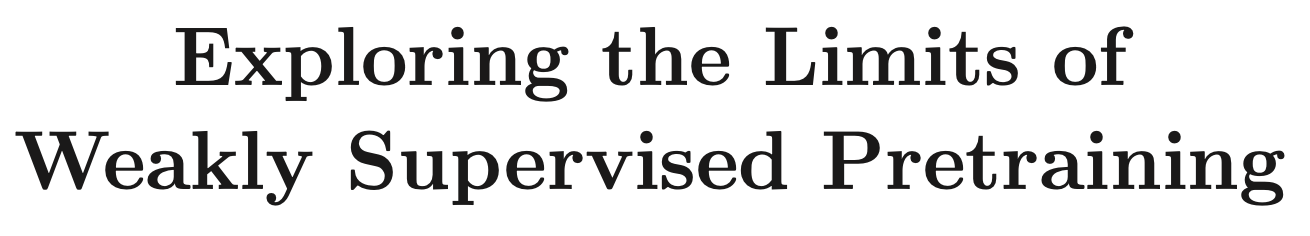 Exploring the Limits of
Weakly Supervised Pretraining